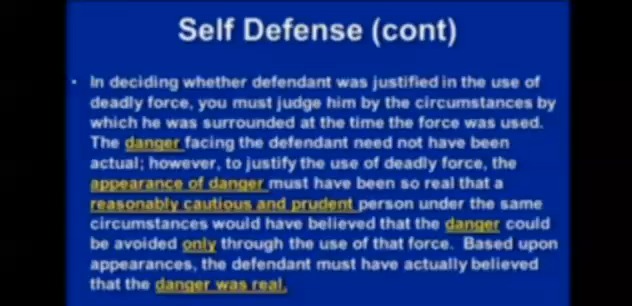 Self Defense (cont)
• In deciding whether defendant was justified in the use of
deadly force, you must judge him by the circumstances by
which he was surrounded at the time the force was used.
The danger facing the defendant need not have been
actual; however, to justify the use of deadly force, the
appearance of danger must have been so real that a
reasonably cautious and prudent person under the same
circumstances would have believed that the danger could
be avoided only through the use of that force. Based upon
appearances, the defendant must have actually believed
that the danger was real.